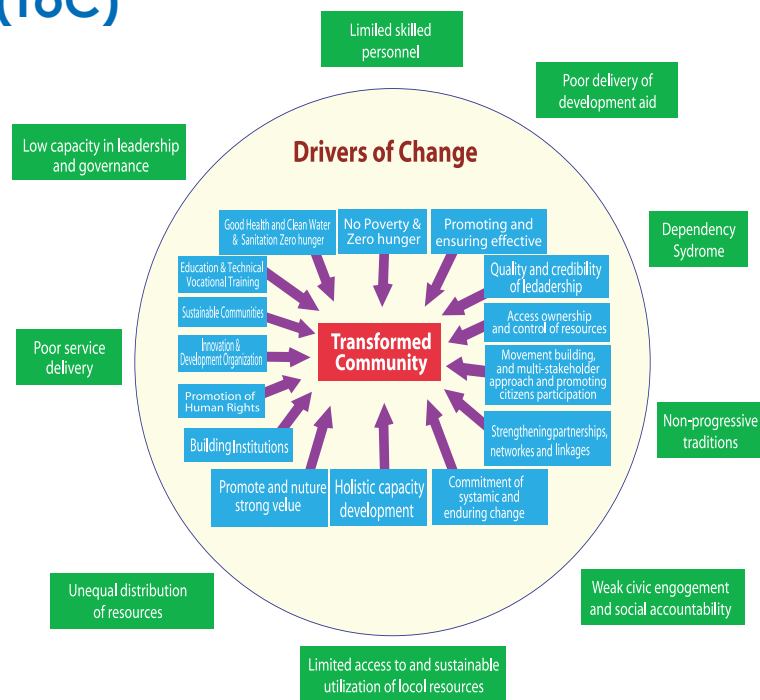 (ToC)
Limiled skilled
personnel
Poor delivery of
development aid
Low capacity in leadership
and governance
Drivers of Change
Good Health and Clean Water
& Sanitation Zero hunger
No Poverty &
Zero hunger
Promoting and
ensuring effective
Dependency
Sydrome
Education & Technical
Vocational Training
Quality and credibility
of ledadership
Sustainable Communities
Access ownership
and control of resources
Transformed
Community
Poor service
delivery
Innovation &
Development Organization
Movement building,
and multi-stakeholder
approach and promoting
citizens participation
Promotion of
Human Rights
Non-progressive
traditions
Building Institutions
Strengthening partnerships,
networkes and linkages
Promote and nuture
strong velue
Holistic capacity
development
Commitment of
systamic and
enduring change
Unequal distribution
of resources
Weak civic engogement
and social accountability
Limited access to and sustainable
utilization of locol resources